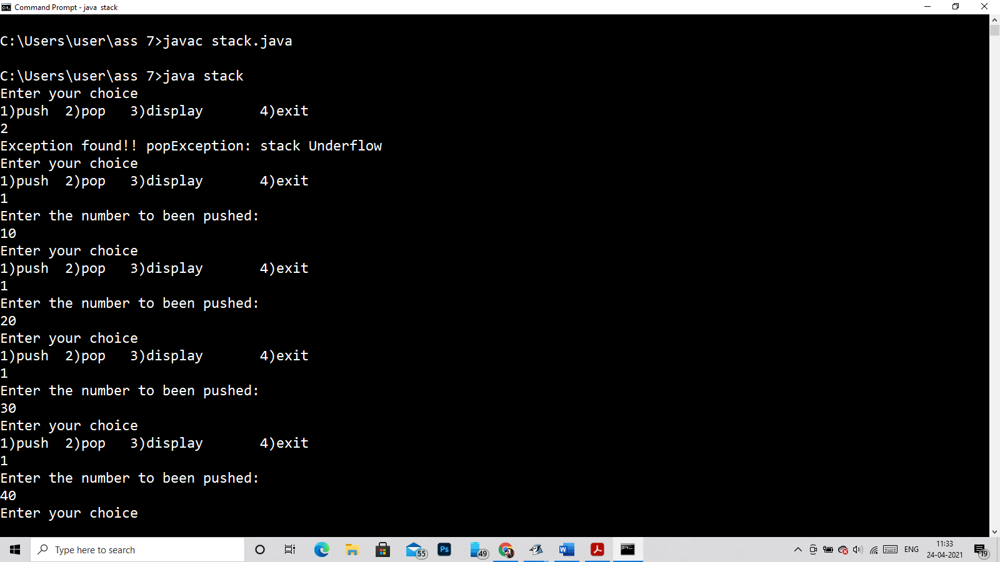 Command Prompt - java  stack
C:\Users\user\ass 7>javac stack.java
C:\Users\user\ass 7>java stack
Enter your choice
1)push  2)pop   3)display       4)exit
2
Exception found!! popException: stack Underflow
Enter your choice
1)push  2)pop   3)display       4)exit
1
Enter the number to been pushed:
10
Enter your choice
1)push  2)pop   3)display       4)exit
1
Enter the number to been pushed:
20
Enter your choice
1)push  2)pop   3)display       4)exit
1
Enter the number to been pushed:
30
Enter your choice
1)push  2)pop   3)display       4)exit
1
Enter the number to been pushed:
40
Enter your choice
Type here to search
55
Ps
49
W
ENG
11:33
24-04-2021
19